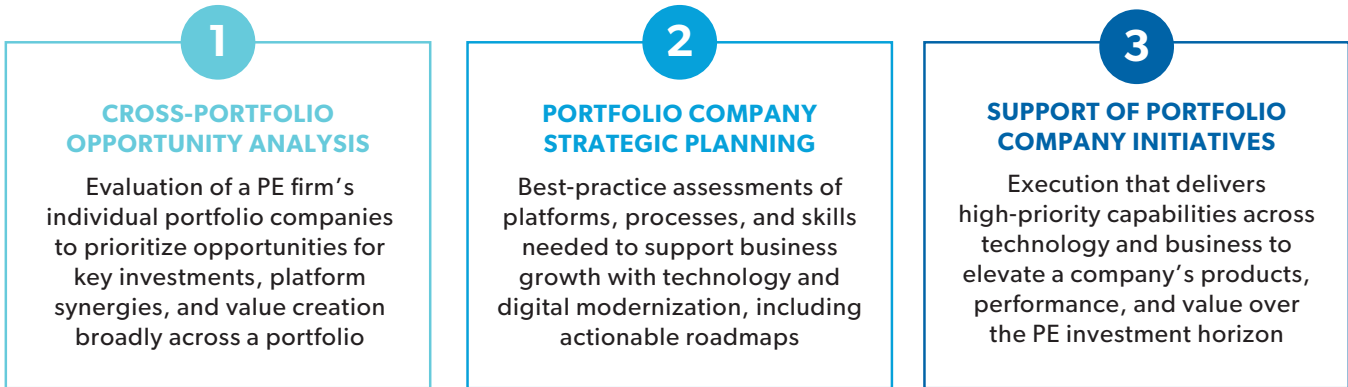 1
CROSS-PORTFOLIO
OPPORTUNITY ANALYSIS
Evaluation of a PE firm’s
individual portfolio companies
to prioritize opportunities for
key investments, platform
synergies, and value creation
broadly across a portfolio
2
PORTFOLIO COMPANY
STRATEGIC PLANNING
Best-practice assessments of
platforms, processes, and skills
needed to support business
growth with technology and
digital modernization, including
actionable roadmaps
3
SUPPORT OF PORTFOLIO
COMPANY INITIATIVES
Execution that delivers
high-priority capabilities across
technology and business to
elevate a company’s products,
performance, and value over
the PE investment horizon